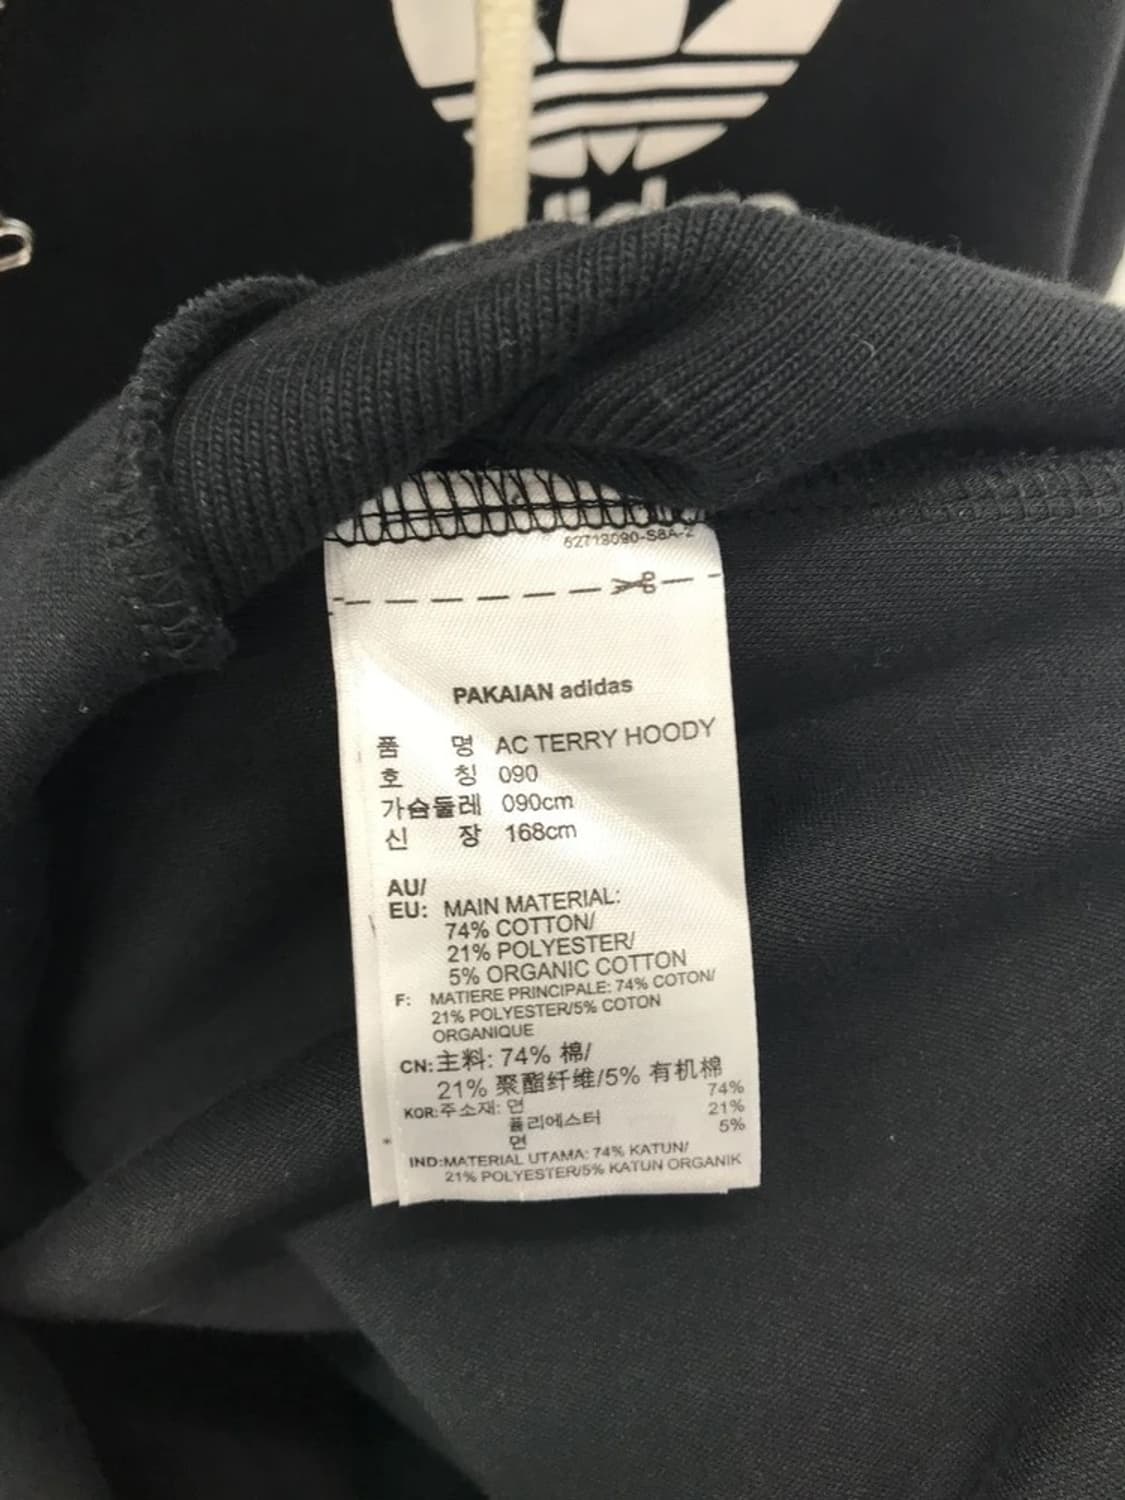 adidas
62718090-S8A-2
PAKAIAN adidas
품 명 AC TERRY HOODY
호 칭 090
가슴둘레 090cm
신 장 168cm
AU/
EU: MAIN MATERIAL:
74% COTTON/
21% POLYESTER/
5% ORGANIC COTTON
F: MATIERE PRINCIPALE: 74% COTON/
21% POLYESTER/5% COTON
ORGANIQUE
CN:主料: 74% 棉/
21% 聚酯纤维/5% 有机棉
KOR:주소재: 면 74%
폴리에스터 21%
면 5%
IND:MATERIAL UTAMA: 74% KATUN/
21% POLYESTER/5% KATUN ORGANIK